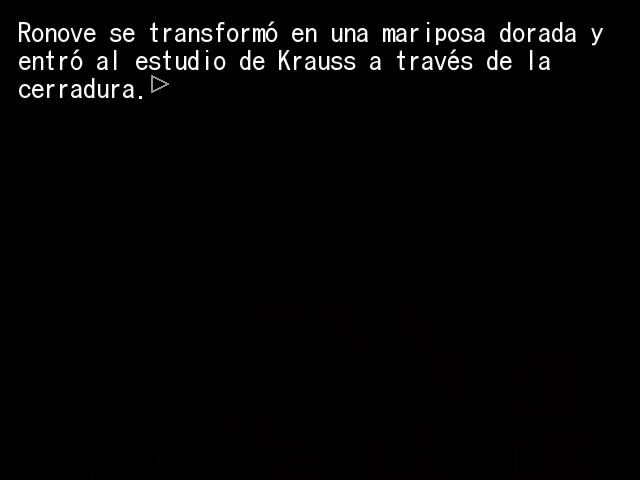 Ronove se transformó en una mariposa dorada y
entró al estudio de Krauss a través de la
cerradura.